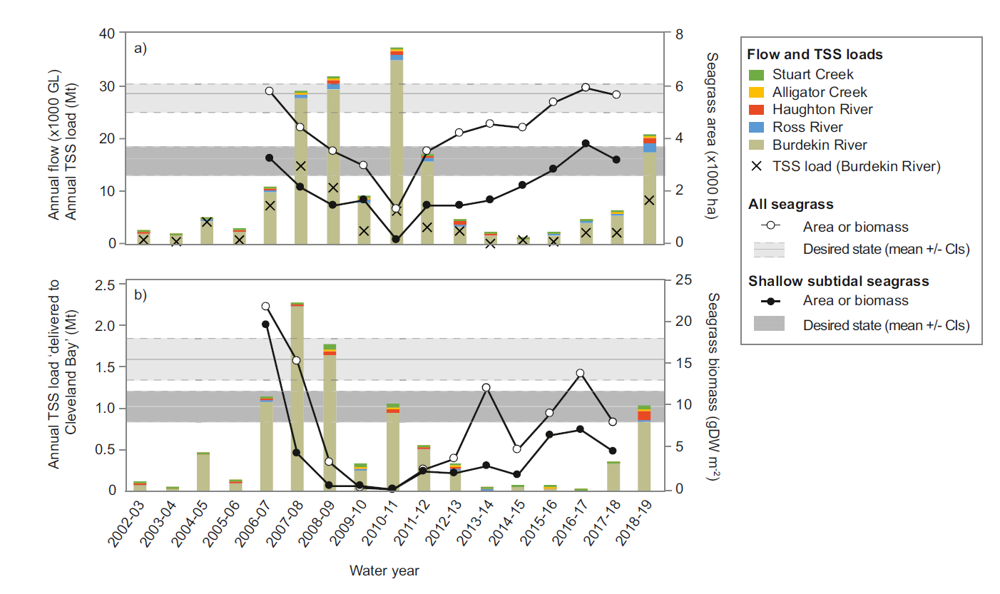 Annual flow (x1000 GL)
Annual TSS load (Mt)
40
30
20
10
0
a)
8
6
4
2
0
Seagrass area (x1000 ha)
Annual TSS load 'delivered to
Cleveland Bay' (Mt)
2.5
2.0
1.5
1.0
0.5
0
b)
25
20
15
10
5
0
Seagrass biomass (gDW m⁻²)
2002-03
2003-04
2004-05
2005-06
2006-07
2007-08
2008-09
2009-10
2010-11
2011-12
2012-13
2013-14
2014-15
2015-16
2016-17
2017-18
2018-19
Water year
Flow and TSS loads
Stuart Creek
Alligator Creek
Haughton River
Ross River
Burdekin River
TSS load (Burdekin River)
All seagrass
Area or biomass
Desired state (mean +/- CIs)
Shallow subtidal seagrass
Area or biomass
Desired state (mean +/- CIs)